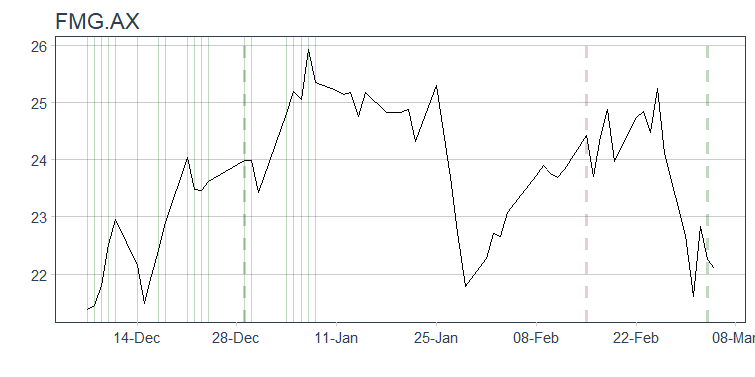 FMG.AX
26
25
24
23
22
14-Dec
28-Dec
11-Jan
25-Jan
08-Feb
22-Feb
08-Mar